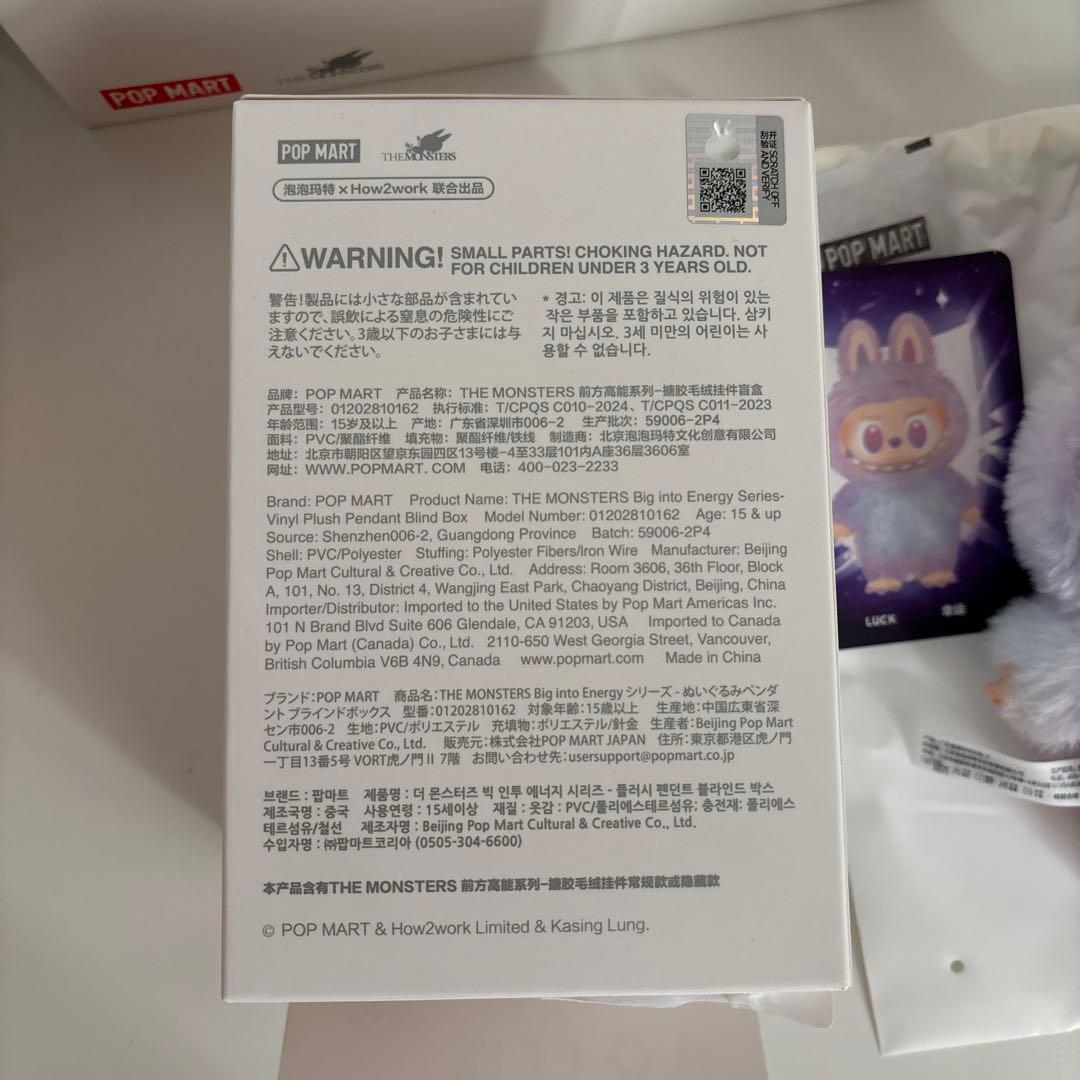 POP MART
THE MONSTERS
POP MART
THE MONSTERS
泡泡玛特 × How2work 联合出品
刮开
验证
SCRATCH OFF
AND VERIFY
WARNING! SMALL PARTS! CHOKING HAZARD. NOT
FOR CHILDREN UNDER 3 YEARS OLD.
警告!製品には小さな部品が含まれてい
ますので、誤飲による窒息の危険性にご
注意ください。3歳以下のお子さまには与
えないでください。
* 경고: 이 제품은 질식의 위험이 있는
작은 부품을 포함하고 있습니다. 삼키
지 마십시오. 3세 미만의 어린이는 사
용할 수 없습니다.
品牌: POP MART 产品名称: THE MONSTERS 前方高能系列-搪胶毛绒挂件盲盒
产品型号: 01202810162 执行标准: T/CPQS C010-2024、T/CPQS C011-2023
年龄范围: 15岁及以上 产地: 广东省深圳市006-2 生产批次: 59006-2P4
面料: PVC/聚酯纤维 填充物: 聚酯纤维/铁线 制造商: 北京泡泡玛特文化创意有限公司
地址: 北京市朝阳区望京东园四区13号楼-4至33层101内A座36层3606室
网址: WWW.POPMART.COM 电话: 400-023-2233
Brand: POP MART Product Name: THE MONSTERS Big into Energy Series-
Vinyl Plush Pendant Blind Box Model Number: 01202810162 Age: 15 & up
Source: Shenzhen006-2, Guangdong Province Batch: 59006-2P4
Shell: PVC/Polyester Stuffing: Polyester Fibers/Iron Wire Manufacturer: Beijing
Pop Mart Cultural & Creative Co., Ltd. Address: Room 3606, 36th Floor, Block
A, 101, No. 13, District 4, Wangjing East Park, Chaoyang District, Beijing, China
Importer/Distributor: Imported to the United States by Pop Mart Americas Inc.
101 N Brand Blvd Suite 606 Glendale, CA 91203, USA Imported to Canada
by Pop Mart (Canada) Co., Ltd. 2110-650 West Georgia Street, Vancouver,
British Columbia V6B 4N9, Canada www.popmart.com Made in China
ブランド:POP MART 商品名:THE MONSTERS Big into Energy シリーズ - ぬいぐるみペンダ
ント ブラインドボックス 型番:01202810162 対象年齢:15歳以上 生産地:中国広東省深
セン市006-2 生地:PVC/ポリエステル 充填物:ポリエステル/針金 生産者:Beijing Pop Mart
Cultural & Creative Co., Ltd. 販売元:株式会社POP MART JAPAN 住所:東京都港区虎ノ門
一丁目13番5号 VORT虎ノ門Ⅱ 7階 お問い合わせ先:usersupport@popmart.co.jp
브랜드 : 팝마트 제품명 : 더 몬스터즈 빅 인투 에너지 시리즈 - 플러시 펜던트 블라인드 박스
제조국명 : 중국 사용연령 : 15세이상 재질 : 옷감 : PVC/폴리에스테르섬유: 충전재: 폴리에스
테르섬유/철선 제조자명 : Beijing Pop Mart Cultural & Creative Co., Ltd.
수입자명 : ㈜팝마트코리아 (0505-304-6600)
本产品含有THE MONSTERS 前方高能系列-搪胶毛绒挂件常规款或隐藏款
© POP MART & How2work Limited & Kasing Lung.
POP MART
LUCK 幸运